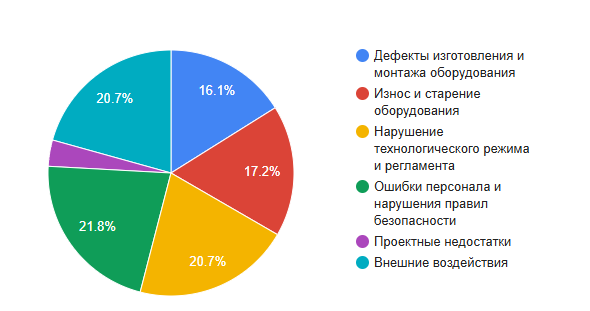 16.1%
17.2%
20.7%
21.8%
20.7%
Дефекты изготовления и
монтажа оборудования
Износ и старение
оборудования
Нарушение
технологического режима
и регламента
Ошибки персонала и
нарушения правил
безопасности
Проектные недостатки
Внешние воздействия